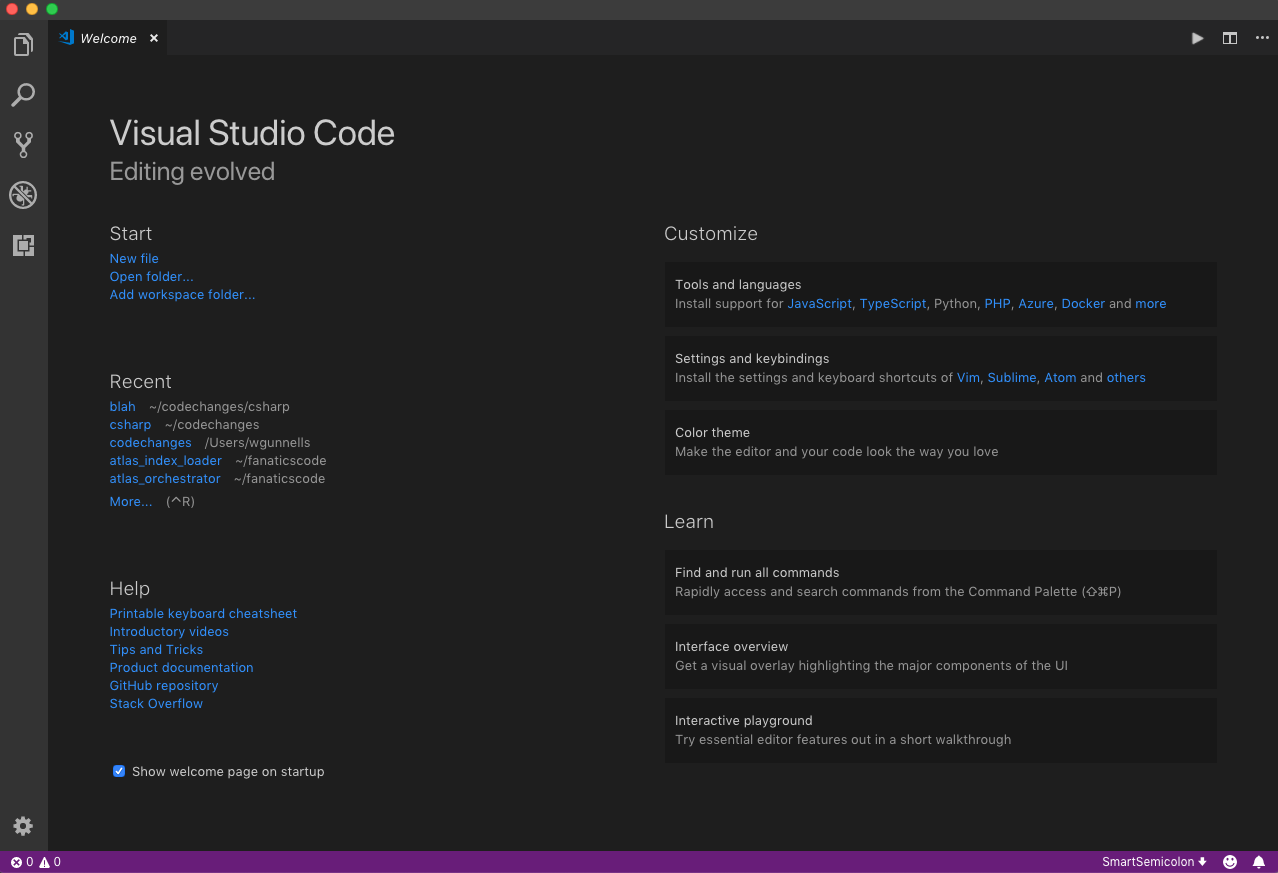 Welcome
Visual Studio Code
Editing evolved
Start
New file
Open folder...
Add workspace folder...
Recent
blah ~/codechanges/csharp
csharp ~/codechanges
codechanges /Users/wgunnells
atlas_index_loader ~/fanaticscode
atlas_orchestrator ~/fanaticscode
More... (^R)
Help
Printable keyboard cheatsheet
Introductory videos
Tips and Tricks
Product documentation
GitHub repository
Stack Overflow
Show welcome page on startup
Customize
Tools and languages
Install support for JavaScript, TypeScript, Python, PHP, Azure, Docker and more
Settings and keybindings
Install the settings and keyboard shortcuts of Vim, Sublime, Atom and others
Color theme
Make the editor and your code look the way you love
Learn
Find and run all commands
Rapidly access and search commands from the Command Palette (⇧⌘P)
Interface overview
Get a visual overlay highlighting the major components of the UI
Interactive playground
Try essential editor features out in a short walkthrough
0 0
SmartSemicolon